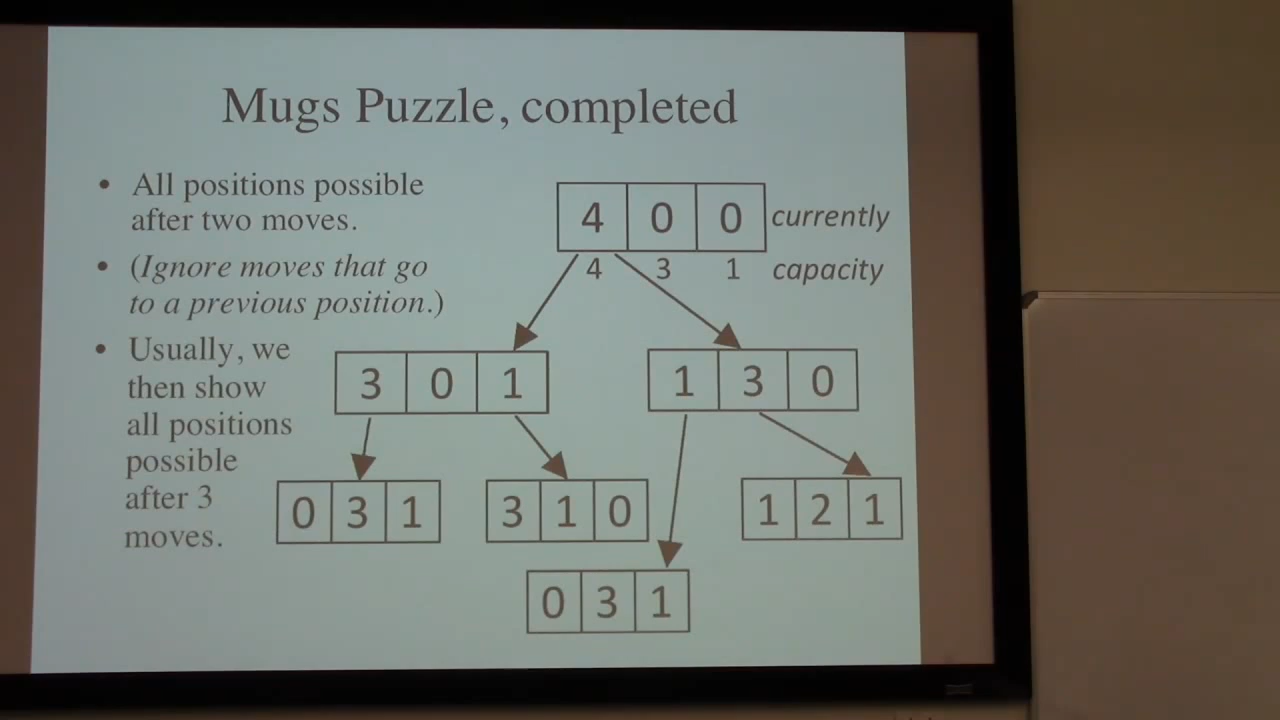 Mugs Puzzle, completed
• All positions possible
after two moves.
• (Ignore moves that go
to a previous position.)
• Usually, we
then show
all positions
possible
after 3
moves.
4 0 0 currently
4 3 1 capacity
3 0 1
1 3 0
0 3 1
3 1 0
1 2 1
0 3 1